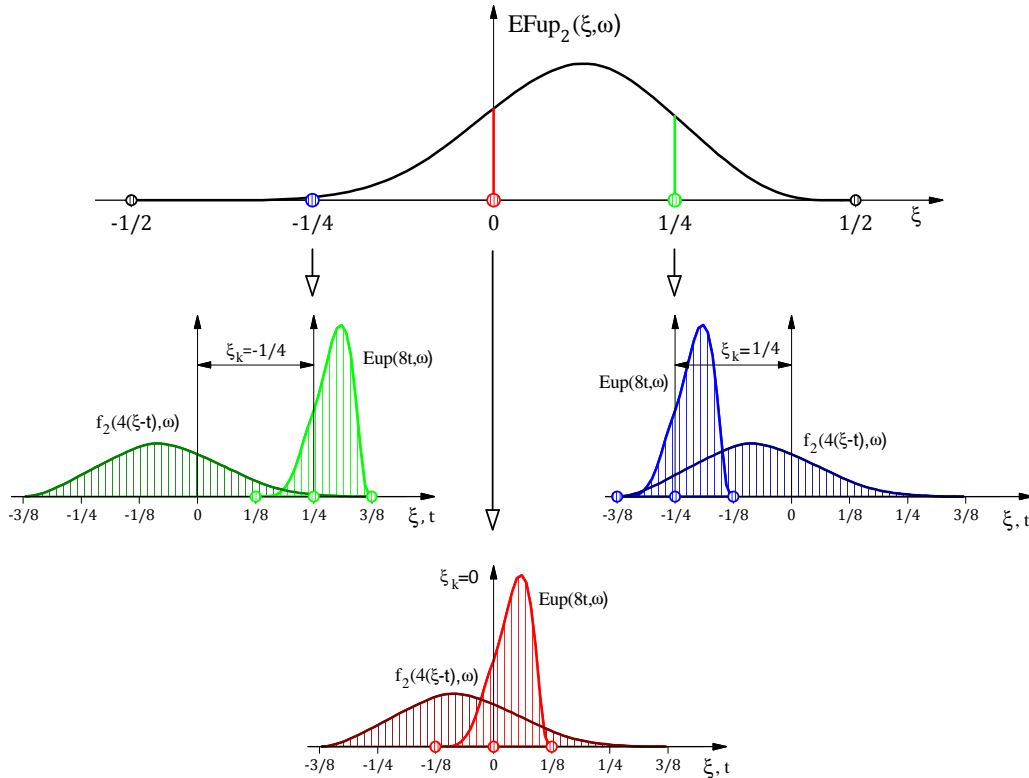 EFup₂(ξ,ω)
-1/2 -1/4 0 1/4 1/2 ξ
ξₖ=-1/4
Eup(8t,ω)
f₂(4(ξ-t),ω)
-3/8 -1/4 -1/8 0 1/8 1/4 3/8 ξ, t
ξₖ=1/4
Eup(8t,ω)
f₂(4(ξ-t),ω)
-3/8 -1/4 -1/8 0 1/8 1/4 3/8 ξ, t
ξₖ=0
Eup(8t,ω)
f₂(4(ξ-t),ω)
-3/8 -1/4 -1/8 0 1/8 1/4 3/8 ξ, t